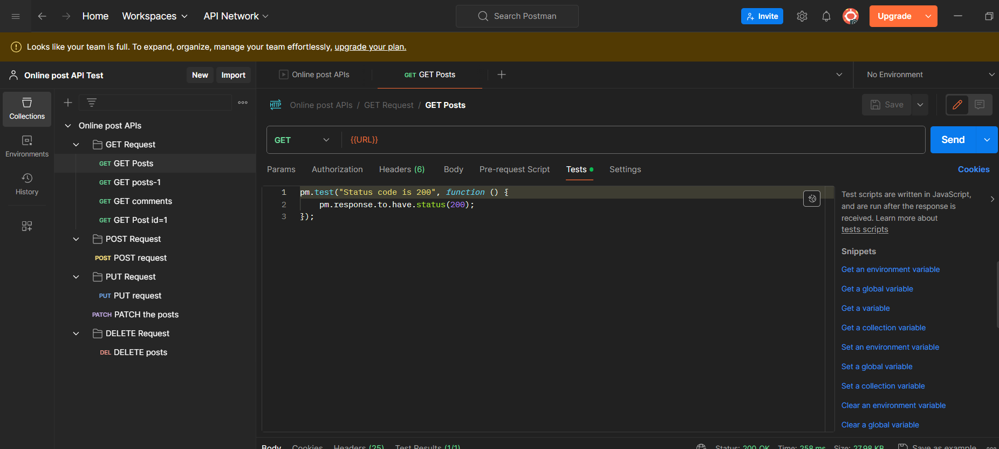 Home Workspaces API Network Search Postman Invite Upgrade
Looks like your team is full. To expand, organize, manage your team effortlessly, upgrade your plan.
Online post API Test New Import
Online post APIs GET GET Posts No Environment
Collections
Environments
History
Online post APIs
GET Request
GET GET Posts
GET GET posts-1
GET GET comments
GET GET Post id=1
POST Request
POST POST request
PUT Request
PUT PUT request
PATCH PATCH the posts
DELETE Request
DEL DELETE posts
HTTP Online post APIs / GET Request / GET Posts Save
GET {{URL}} Send
Params Authorization Headers (6) Body Pre-request Script Tests Settings Cookies
1 pm.test("Status code is 200", function () {
2 pm.response.to.have.status(200);
3 });
Test scripts are written in JavaScript,
and are run after the response is
received. Learn more about
tests scripts
Snippets
Get an environment variable
Get a global variable
Get a variable
Get a collection variable
Set an environment variable
Set a global variable
Set a collection variable
Clear an environment variable
Clear a global variable
Body Cookies Headers (25) Test Results (1/1) Status: 200 OK Time: 258 ms Size: 27.98 KB Save as example